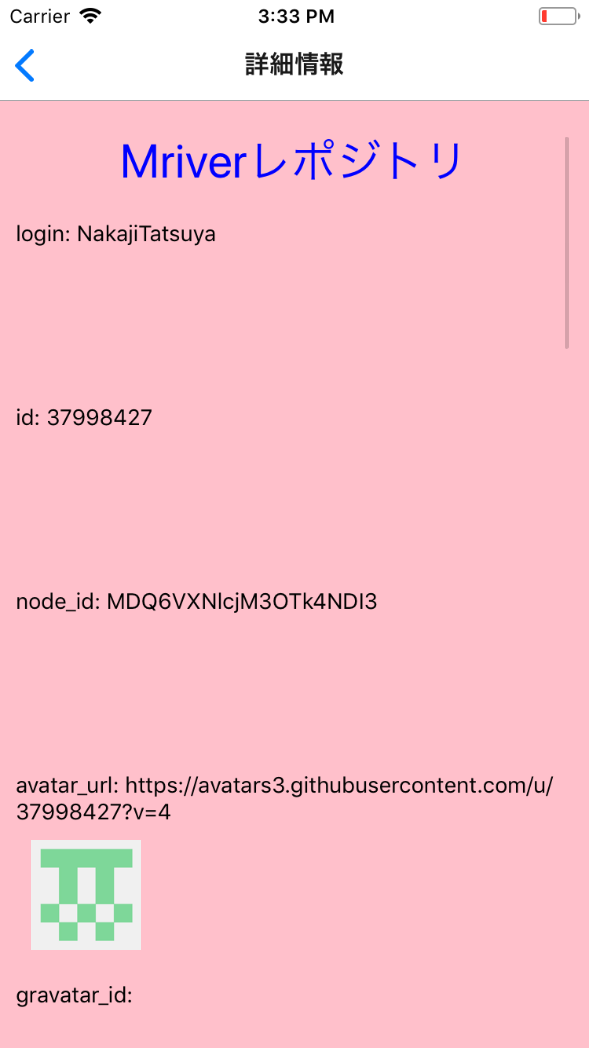 Carrier
3:33 PM
詳細情報
Mriverレポジトリ
login: NakajiTatsuya
id: 37998427
node_id: MDQ6VXNlcjM3OTk4NDI3
avatar_url: https://avatars3.githubusercontent.com/u/
37998427?v=4
gravatar_id: